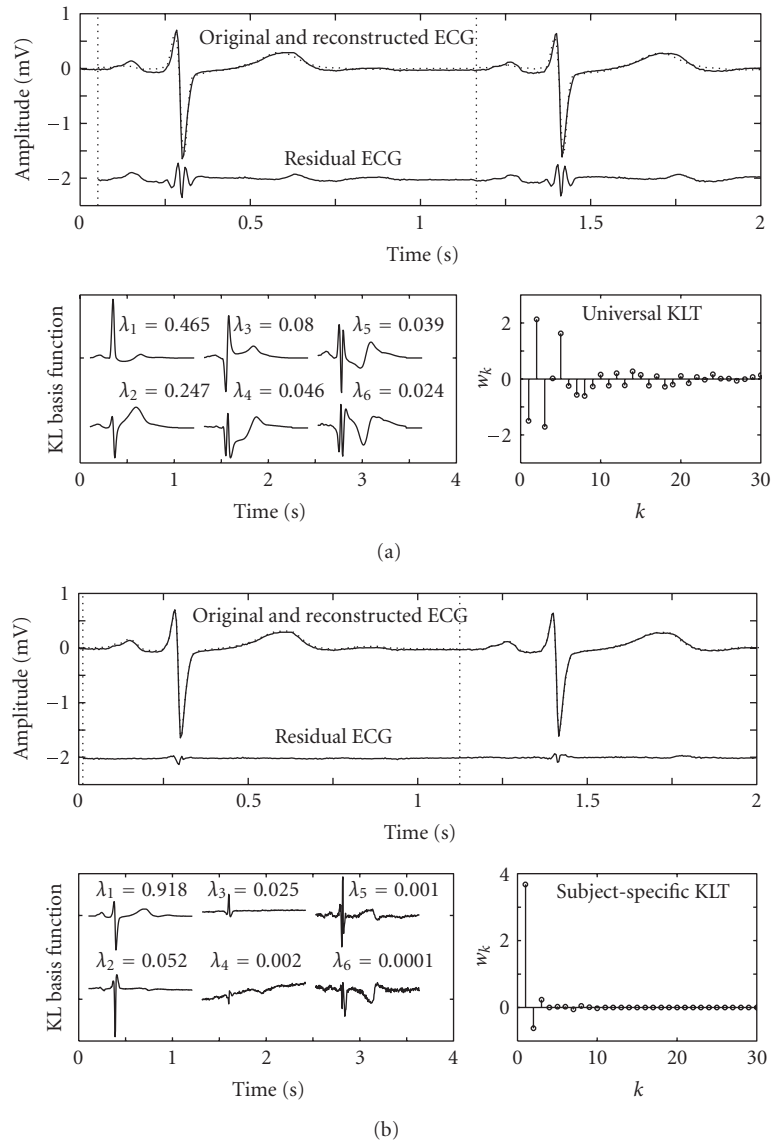 1
0
−1
−2
Amplitude (mV)
Original and reconstructed ECG
Residual ECG
0 0.5 1 1.5 2
Time (s)
KL basis function
λ1 = 0.465 λ3 = 0.08 λ5 = 0.039
λ2 = 0.247 λ4 = 0.046 λ6 = 0.024
0 1 2 3 4
Time (s)
wk
2
0
−2
Universal KLT
0 10 20 30
k
(a)
1
0
−1
−2
Amplitude (mV)
Original and reconstructed ECG
Residual ECG
0 0.5 1 1.5 2
Time (s)
KL basis function
λ1 = 0.918 λ3 = 0.025 λ5 = 0.001
λ2 = 0.052 λ4 = 0.002 λ6 = 0.0001
0 1 2 3 4
Time (s)
wk
4
2
0
Subject-specific KLT
0 10 20 30
k
(b)